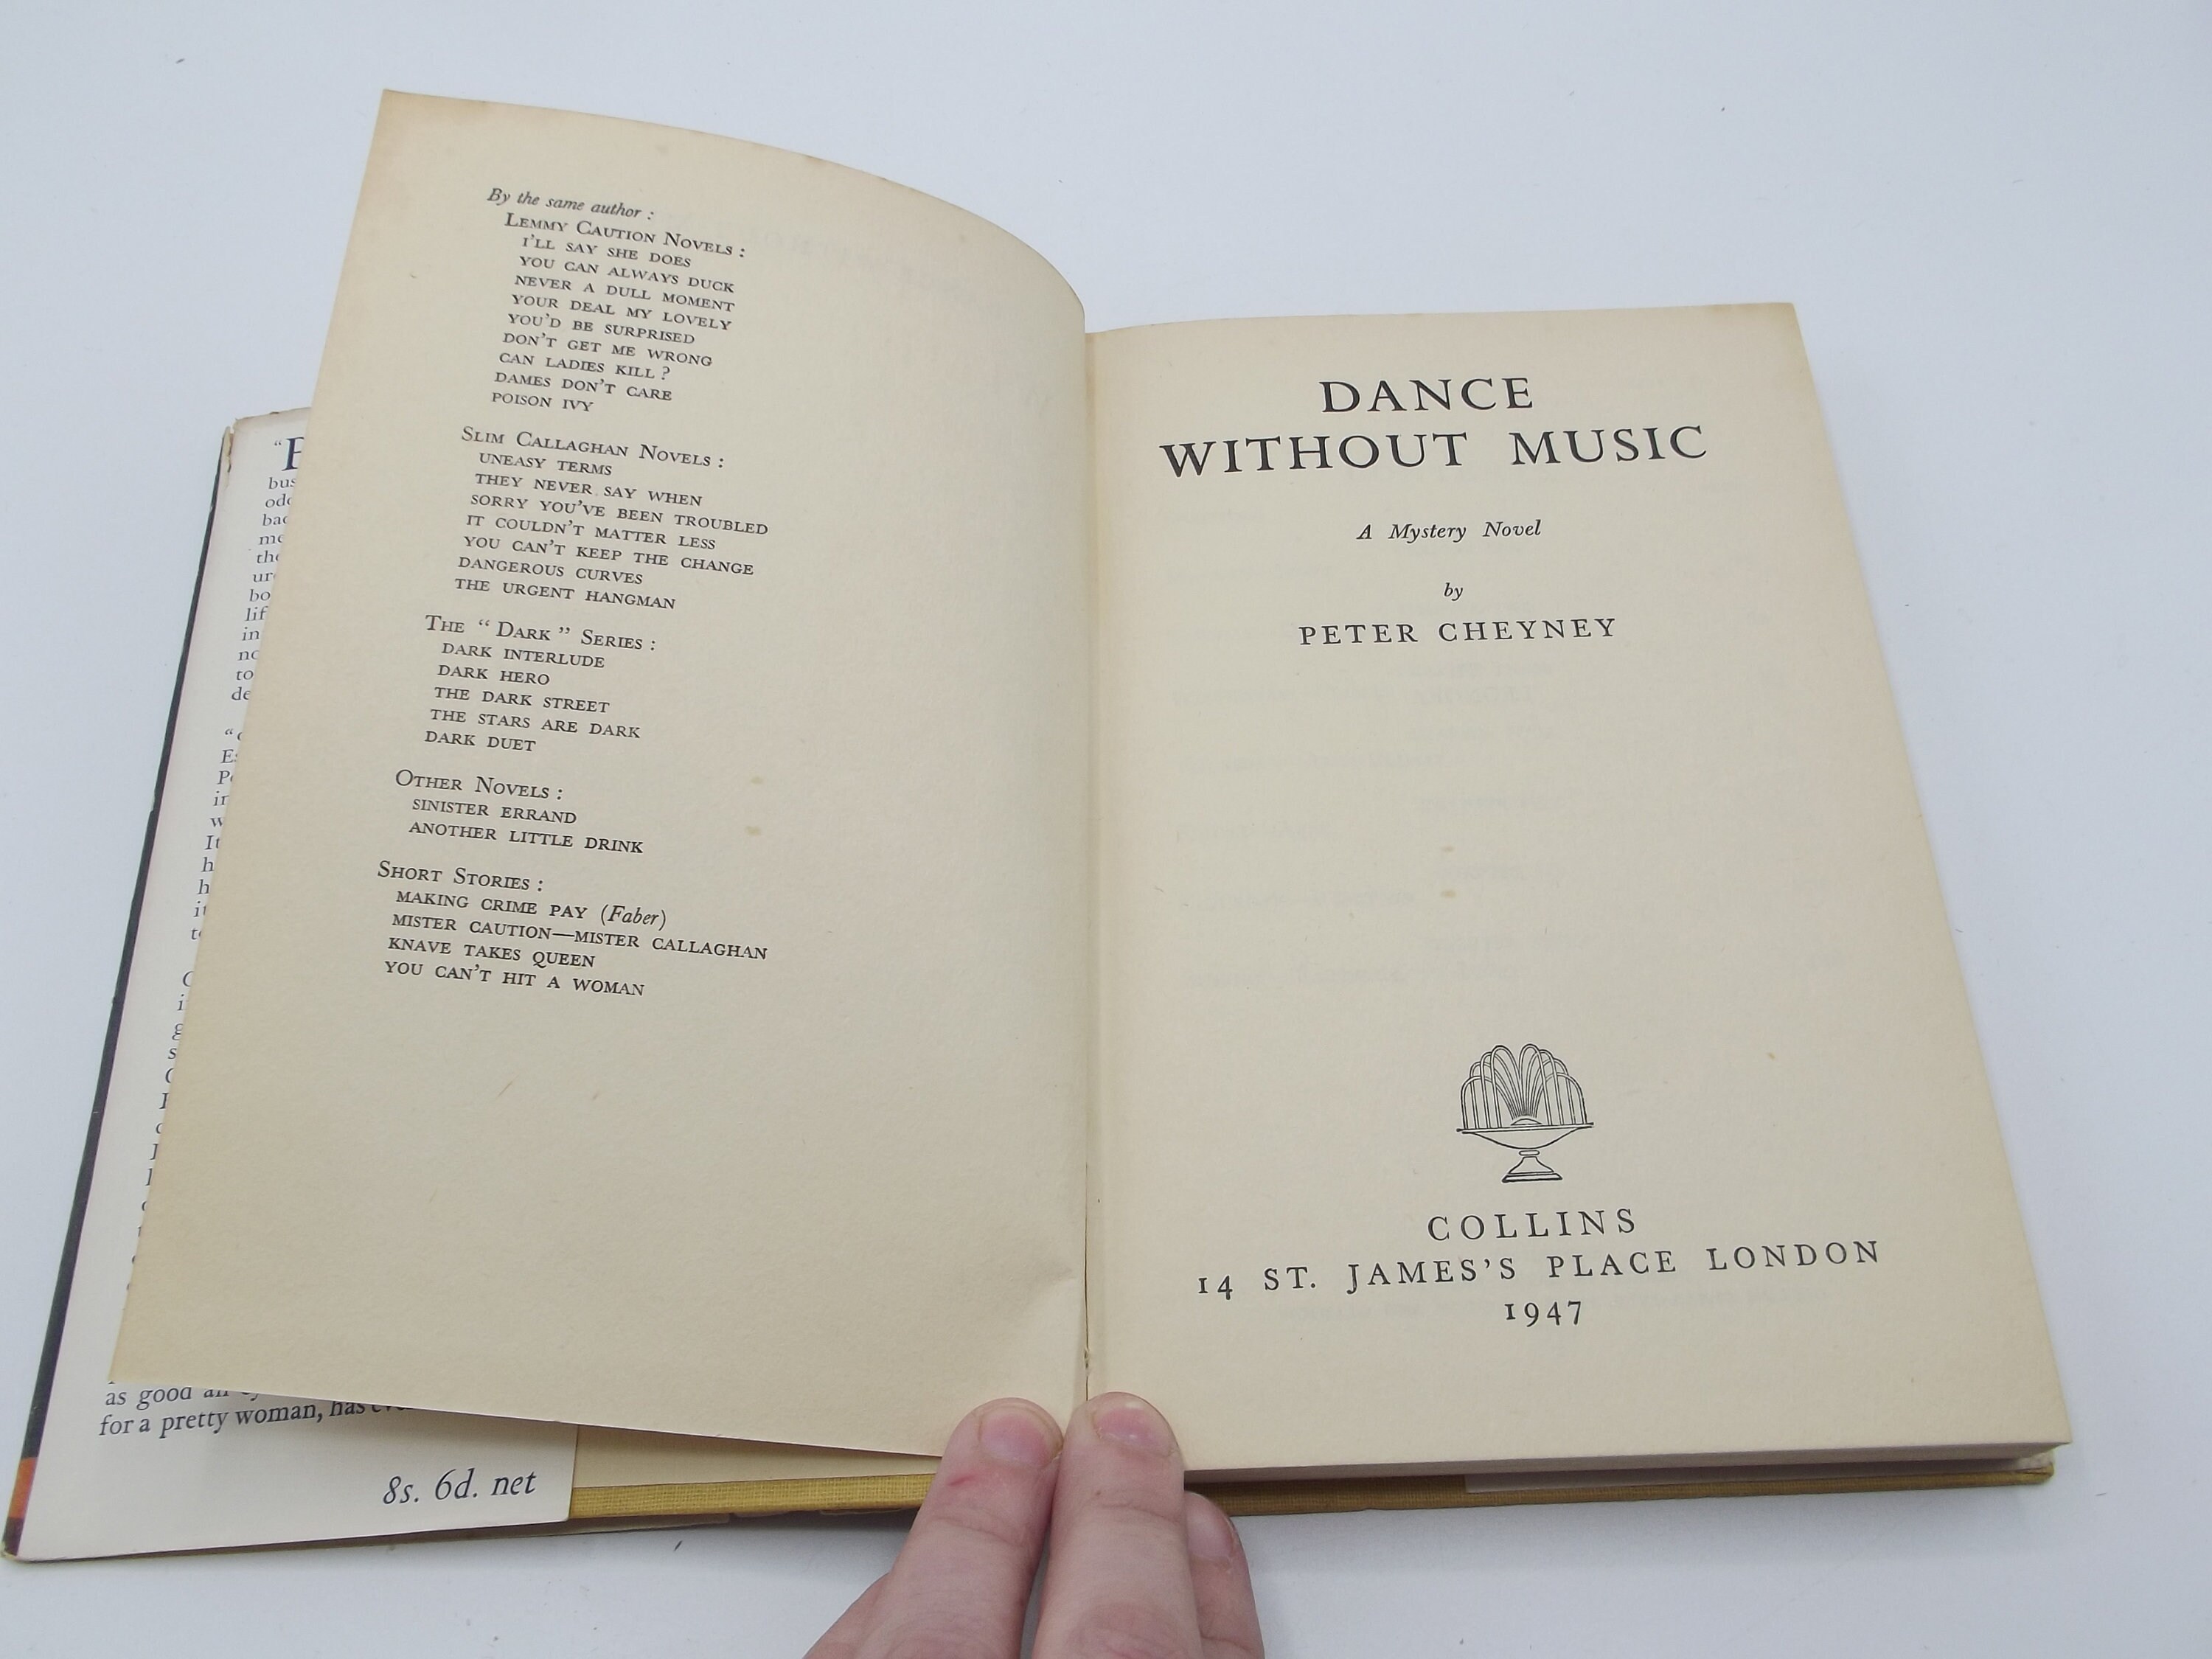 By the same author :
LEMMY CAUTION NOVELS :
I'LL SAY SHE DOES
YOU CAN ALWAYS DUCK
NEVER A DULL MOMENT
YOUR DEAL MY LOVELY
YOU'D BE SURPRISED
DON'T GET ME WRONG
CAN LADIES KILL ?
DAMES DON'T CARE
POISON IVY
SLIM CALLAGHAN NOVELS :
UNEASY TERMS
THEY NEVER SAY WHEN
SORRY YOU'VE BEEN TROUBLED
IT COULDN'T MATTER LESS
YOU CAN'T KEEP THE CHANGE
DANGEROUS CURVES
THE URGENT HANGMAN
THE “ DARK ” SERIES :
DARK INTERLUDE
DARK HERO
THE DARK STREET
THE STARS ARE DARK
DARK DUET
OTHER NOVELS :
SINISTER ERRAND
ANOTHER LITTLE DRINK
SHORT STORIES :
MAKING CRIME PAY (Faber)
MISTER CAUTION—MISTER CALLAGHAN
KNAVE TAKES QUEEN
YOU CAN'T HIT A WOMAN
as good an
for a pretty woman, has
8s. 6d. net
DANCE
WITHOUT MUSIC
A Mystery Novel
by
PETER CHEYNEY
COLLINS
14 ST. JAMES'S PLACE LONDON
1947